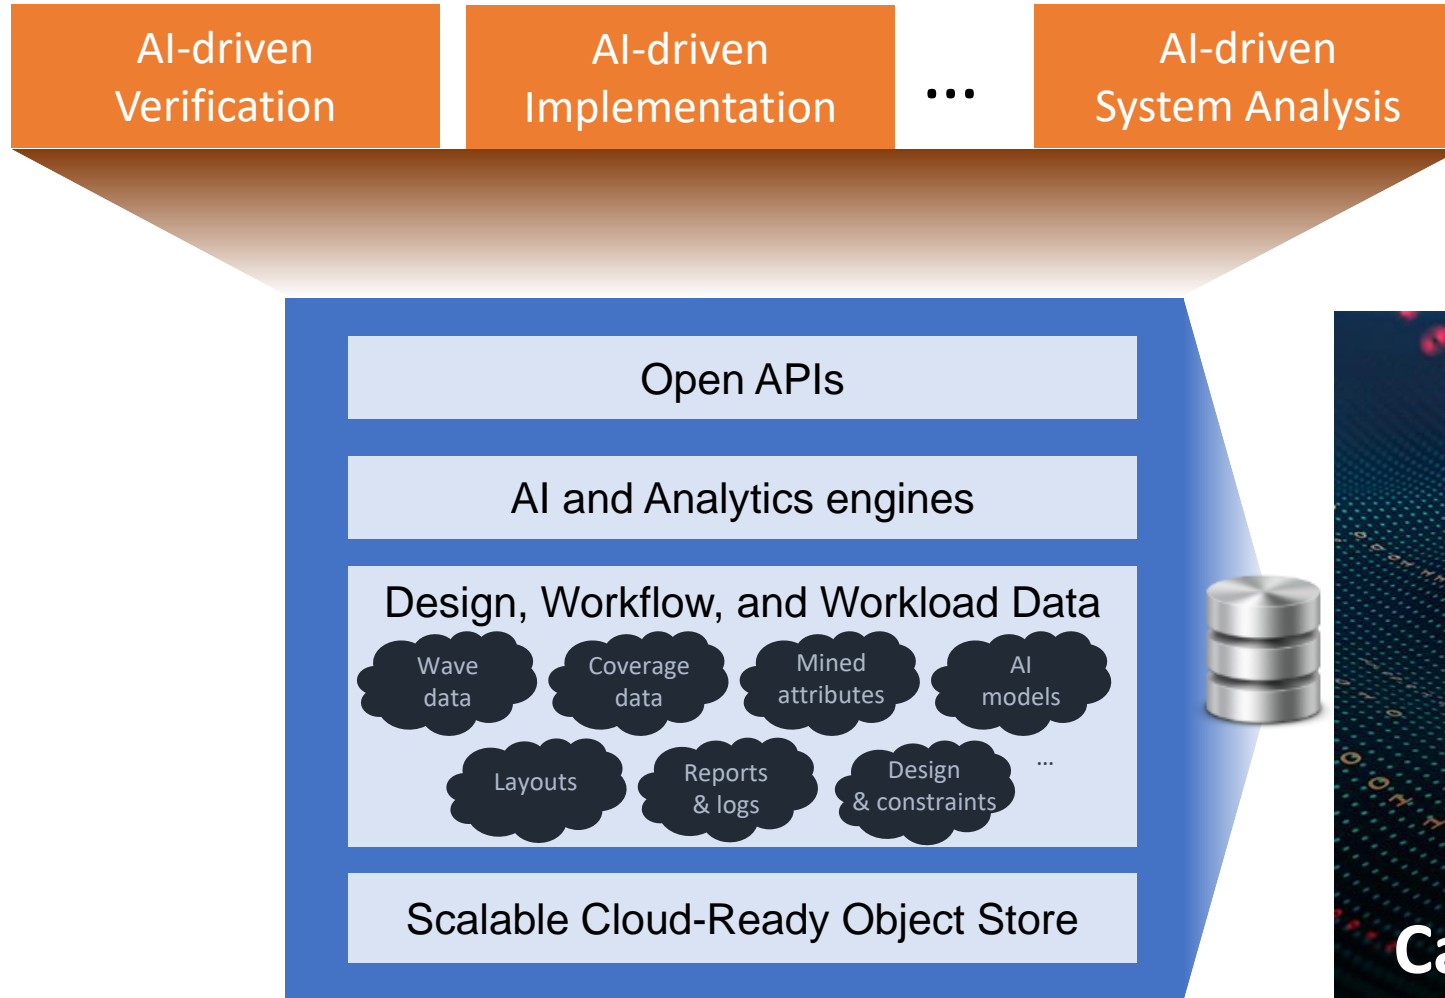 AI-driven
Verification
AI-driven
Implementation
...
AI-driven
System Analysis
Open APIs
AI and Analytics engines
Design, Workflow, and Workload Data
Wave
data
Coverage
data
Mined
attributes
AI
models
Layouts
Reports
& logs
Design
& constraints
...
Scalable Cloud-Ready Object Store
Ca